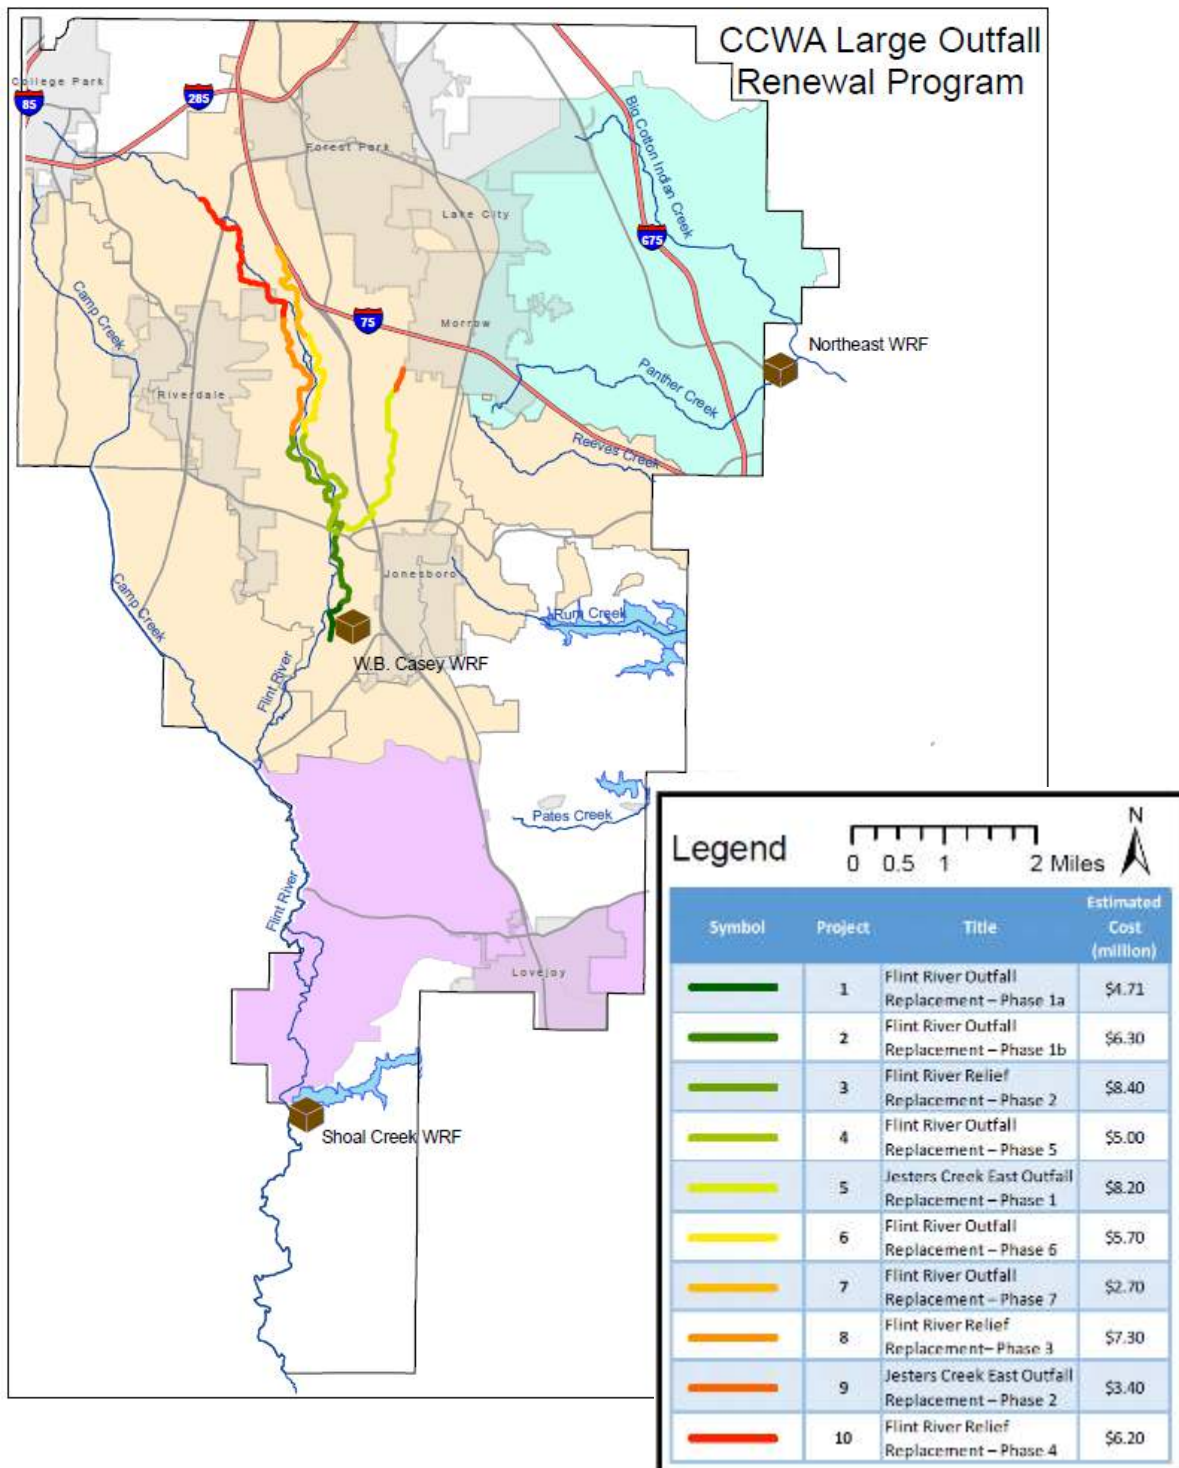 CCWA Large Outfall
Renewal Program
College Park
85
285
Big Cotton Indian Creek
Forest Park
Lake City
675
Camp Creek
75
Morrow
Northeast WRF
Panther Creek
Riverdale
Reeves Creek
Jonesboro
Camp Creek
Rum Creek
W.B. Casey WRF
Flint River
Pates Creek
Flint River
Lovejoy
Shoal Creek WRF
Legend
0 0.5 1 2 Miles
N
Symbol Project Title Estimated Cost (million)
1 Flint River Outfall Replacement – Phase 1a $4.71
2 Flint River Outfall Replacement – Phase 1b $6.30
3 Flint River Relief Replacement – Phase 2 $8.40
4 Flint River Outfall Replacement – Phase 5 $5.00
5 Jesters Creek East Outfall Replacement – Phase 1 $8.20
6 Flint River Outfall Replacement – Phase 6 $5.70
7 Flint River Outfall Replacement – Phase 7 $2.70
8 Flint River Relief Replacement– Phase 3 $7.30
9 Jesters Creek East Outfall Replacement – Phase 2 $3.40
10 Flint River Relief Replacement – Phase 4 $6.20